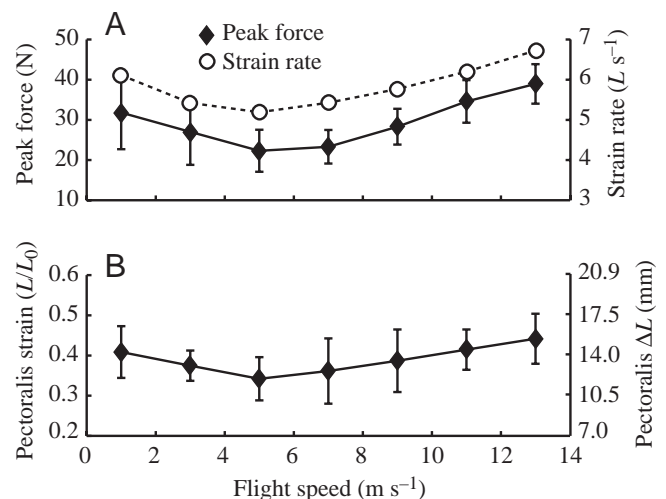 A
Peak force
Strain rate
Peak force (N)
50
40
30
20
10
7
6
5
4
3
Strain rate (L s⁻¹)
B
Pectoralis strain (L/L₀)
0.6
0.5
0.4
0.3
0.2
20.9
17.5
14.0
10.5
7.0
Pectoralis ΔL (mm)
0 2 4 6 8 10 12 14
Flight speed (m s⁻¹)